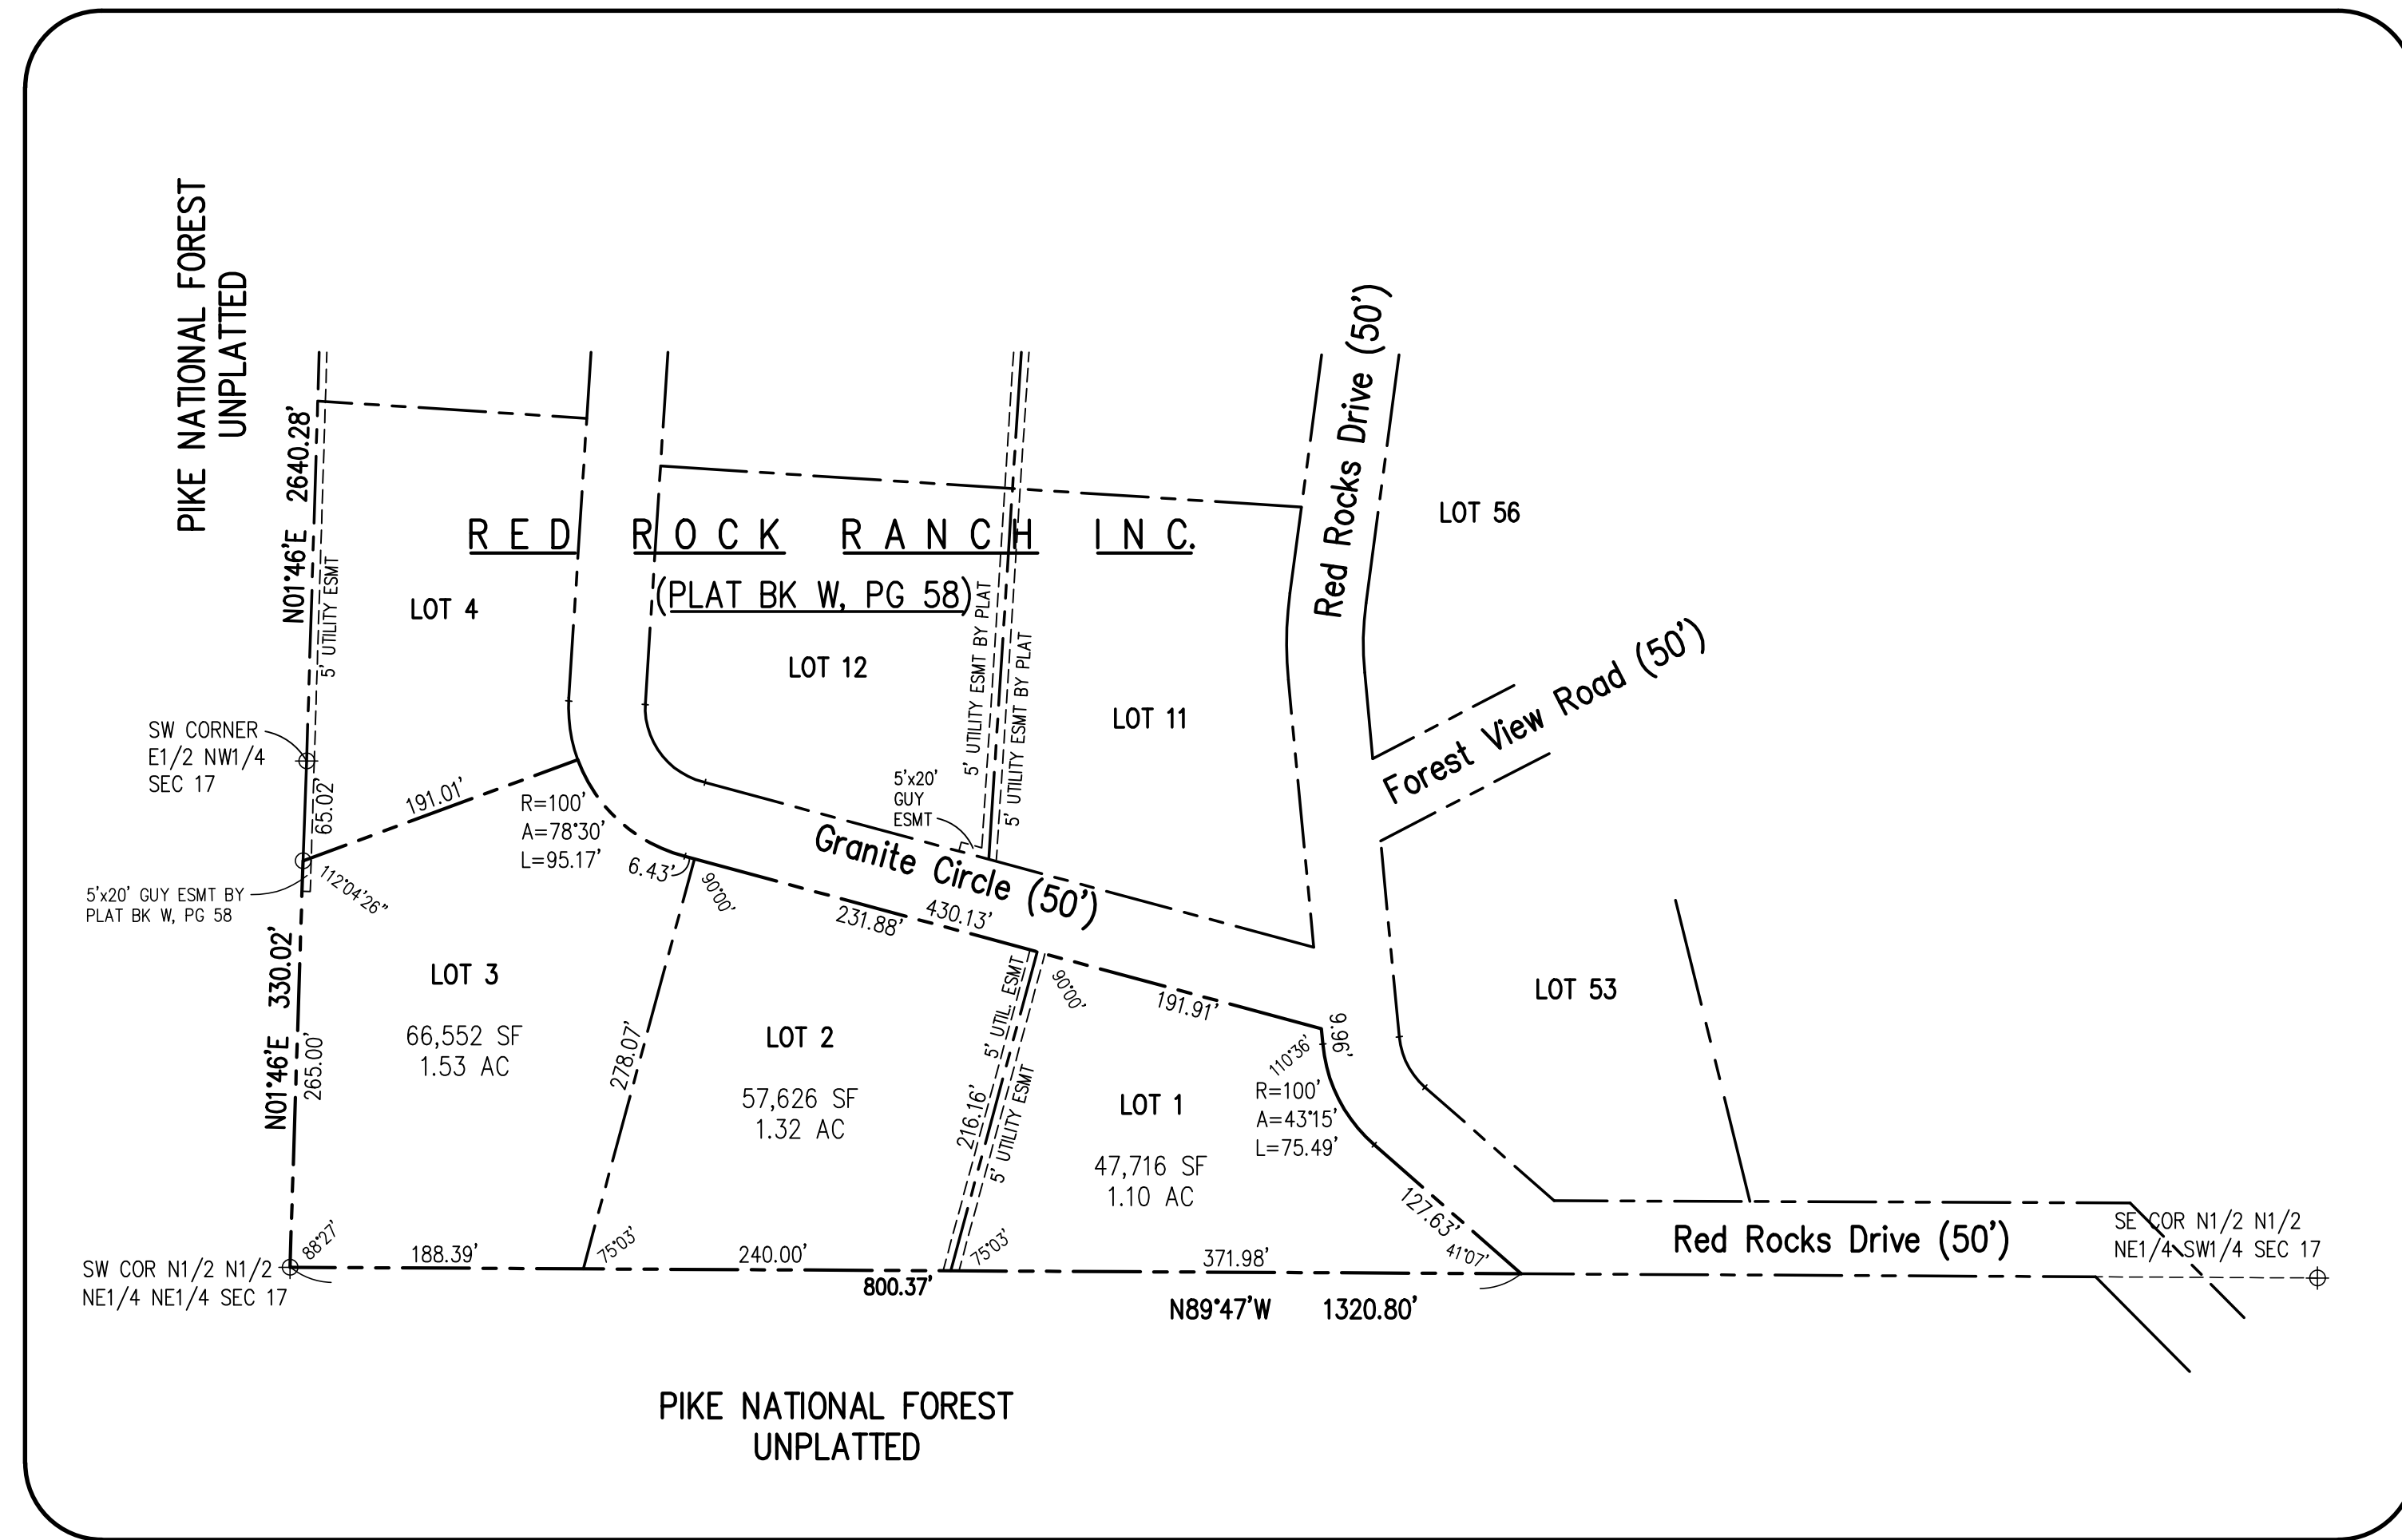 PIKE NATIONAL FOREST
UNPLATTED
Red Rocks Drive (50')
N01°46'E 2640.28'
5' UTILITY ESMT
RED ROCK RANCH INC.
(PLAT BK W, PG 58)
LOT 56
LOT 4
LOT 12
LOT 11
5' UTILITY ESMT BY PLAT
5' UTILITY ESMT BY PLAT
Forest View Road (50')
SW CORNER
E1/2 NW1/4
SEC 17
65.02'
191.01'
R=100'
A=78°30'
L=95.17'
5'x20'
GUY
ESMT
Granite Circle (50')
6.43'
90°00'
112°04'26"
5'x20' GUY ESMT BY
PLAT BK W, PG 58
231.88'
430.13'
N01°46'E 330.02'
265.00'
LOT 3
66,552 SF
1.53 AC
278.07'
LOT 2
57,626 SF
1.32 AC
5' UTIL. ESMT
216.16'
5' UTILITY ESMT
90°00'
191.91'
LOT 53
9.96'
110°36'
R=100'
A=43°15'
L=75.49'
LOT 1
47,716 SF
1.10 AC
127.63'
41°07'
88°27'
188.39'
75°03'
240.00'
75°03'
371.98'
SW COR N1/2 N1/2
NE1/4 NE1/4 SEC 17
800.37'
N89°47'W 1320.80'
Red Rocks Drive (50')
SE COR N1/2 N1/2
NE1/4 SW1/4 SEC 17
PIKE NATIONAL FOREST
UNPLATTED